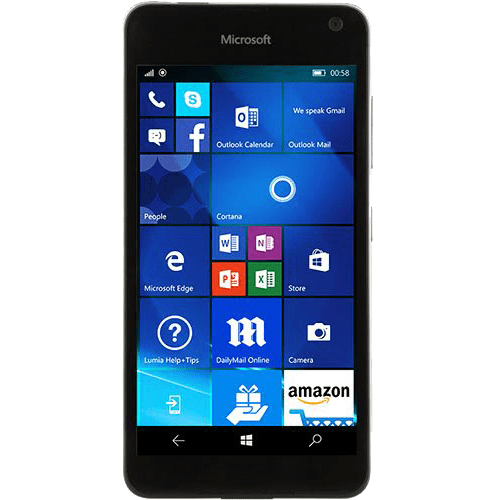 Microsoft
00:58
We speak Gmail
Outlook Calendar
Outlook Mail
People
Cortana
Microsoft Edge
Store
Lumia Help+Tips
DailyMail Online
Camera
amazon